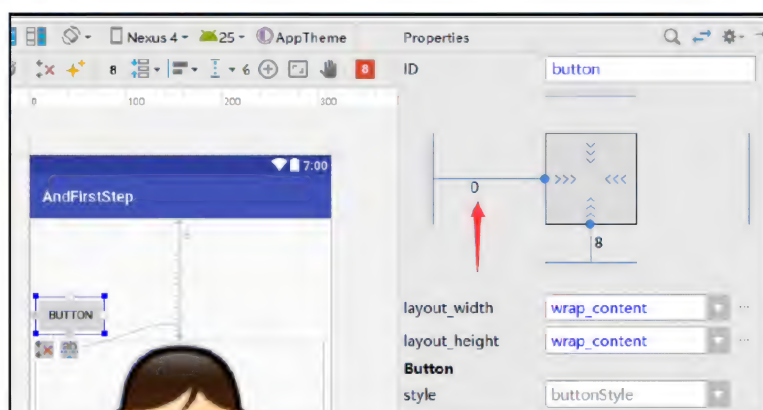 Nexus 4 25 AppTheme
Properties
8 6 8
ID button
0 100 200 300
7:00
AndFirstStep
0
8
8
BUTTON
layout_width wrap_content
layout_height wrap_content
Button
style buttonStyle